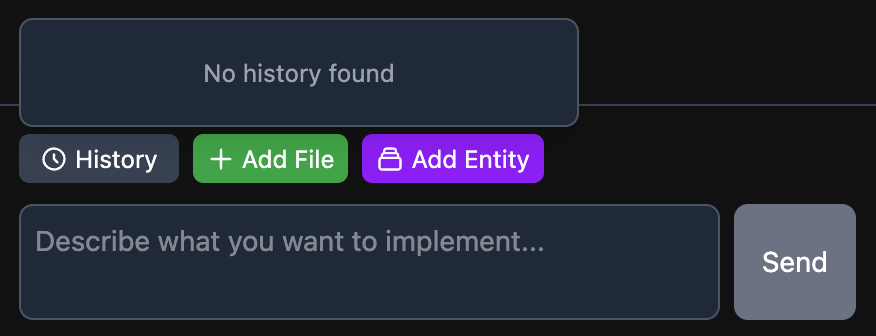 No history found
History
Add File
Add Entity
Describe what you want to implement...
Send